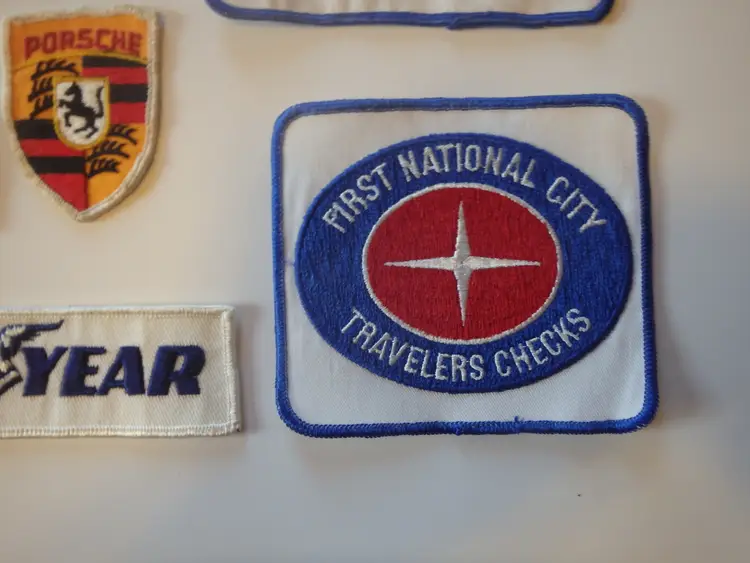 PORSCHE
FIRST NATIONAL CITY
TRAVELERS CHECKS
YEAR